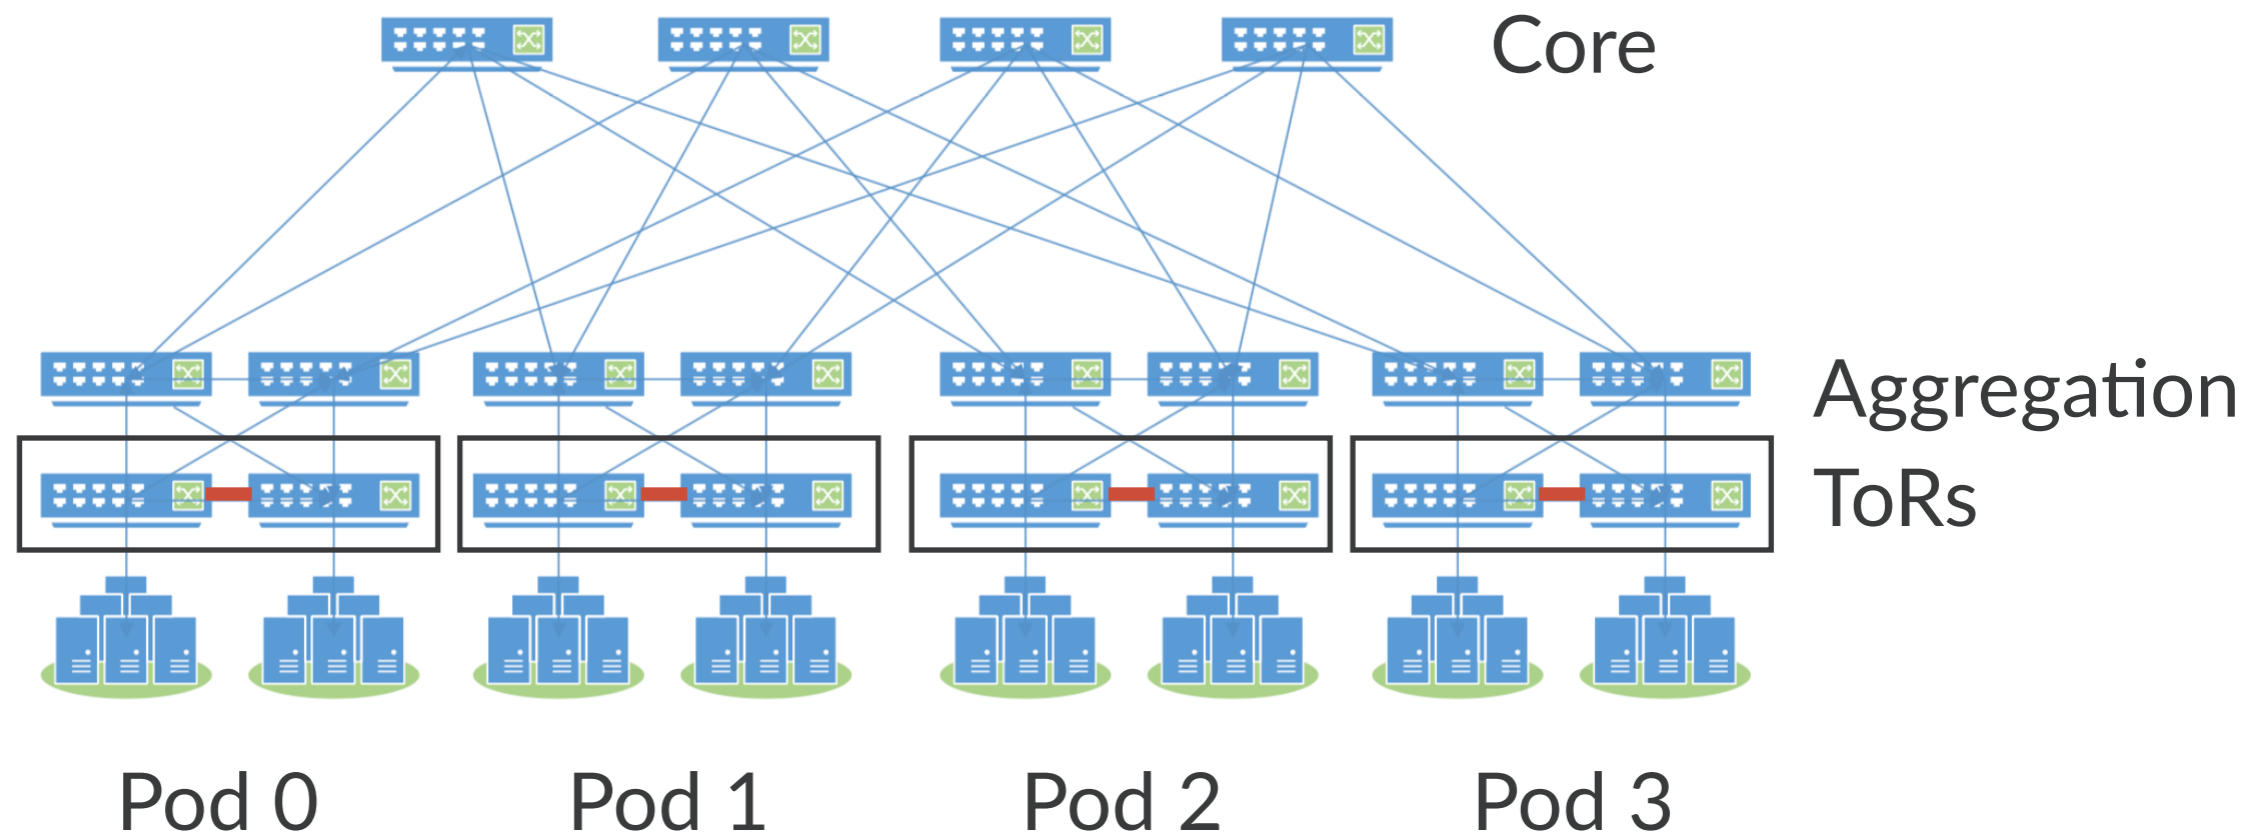 Core
Aggregation
ToRs
Pod 0
Pod 1
Pod 2
Pod 3